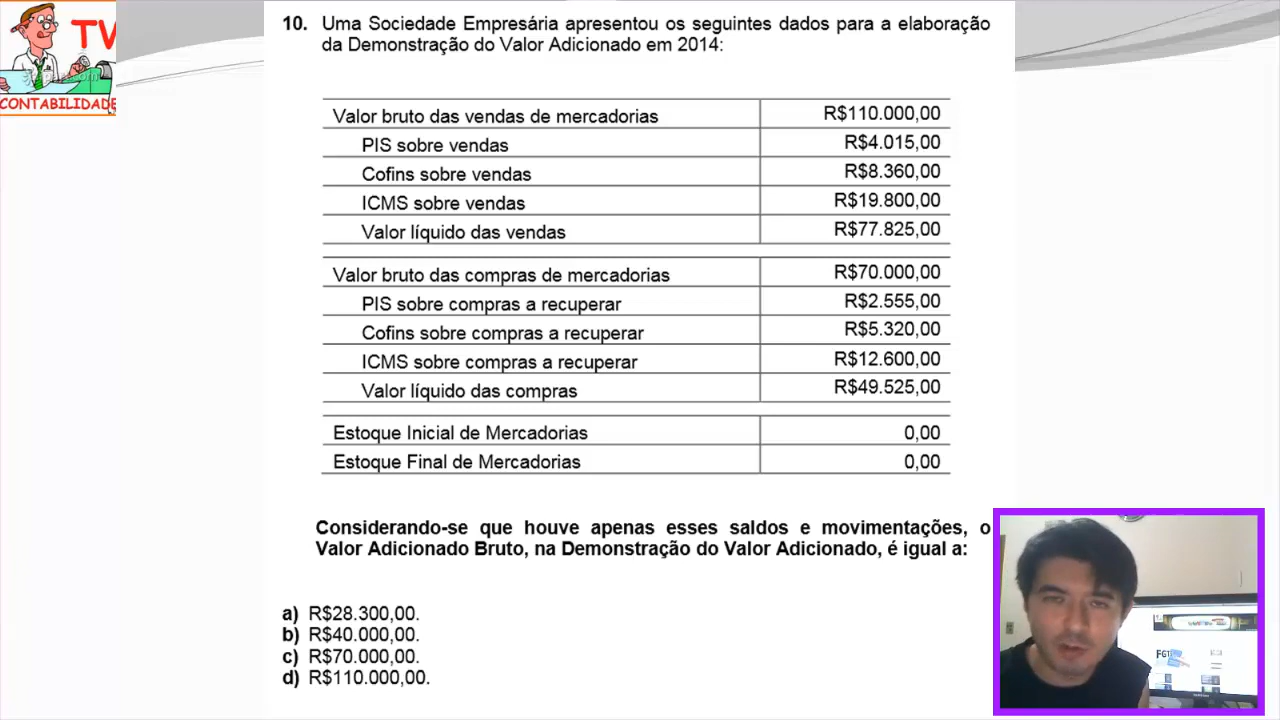 TV
CONTABILIDADE
10. Uma Sociedade Empresária apresentou os seguintes dados para a elaboração
da Demonstração do Valor Adicionado em 2014:
Valor bruto das vendas de mercadorias R$110.000,00
PIS sobre vendas R$4.015,00
Cofins sobre vendas R$8.360,00
ICMS sobre vendas R$19.800,00
Valor líquido das vendas R$77.825,00
Valor bruto das compras de mercadorias R$70.000,00
PIS sobre compras a recuperar R$2.555,00
Cofins sobre compras a recuperar R$5.320,00
ICMS sobre compras a recuperar R$12.600,00
Valor líquido das compras R$49.525,00
Estoque Inicial de Mercadorias 0,00
Estoque Final de Mercadorias 0,00
Considerando-se que houve apenas esses saldos e movimentações, o
Valor Adicionado Bruto, na Demonstração do Valor Adicionado, é igual a:
a) R$28.300,00.
b) R$40.000,00.
c) R$70.000,00.
d) R$110.000,00.